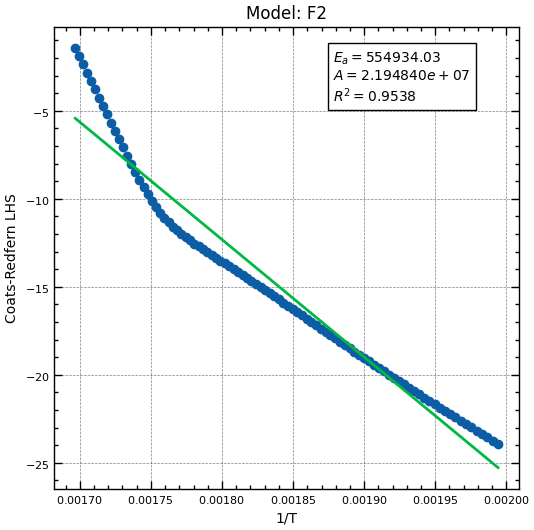 Model: F2
E_a = 554934.03
A = 2.194840e + 07
R² = 0.9538
Coats-Redfern LHS
−5
−10
−15
−20
−25
0.00170 0.00175 0.00180 0.00185 0.00190 0.00195 0.00200
1/T